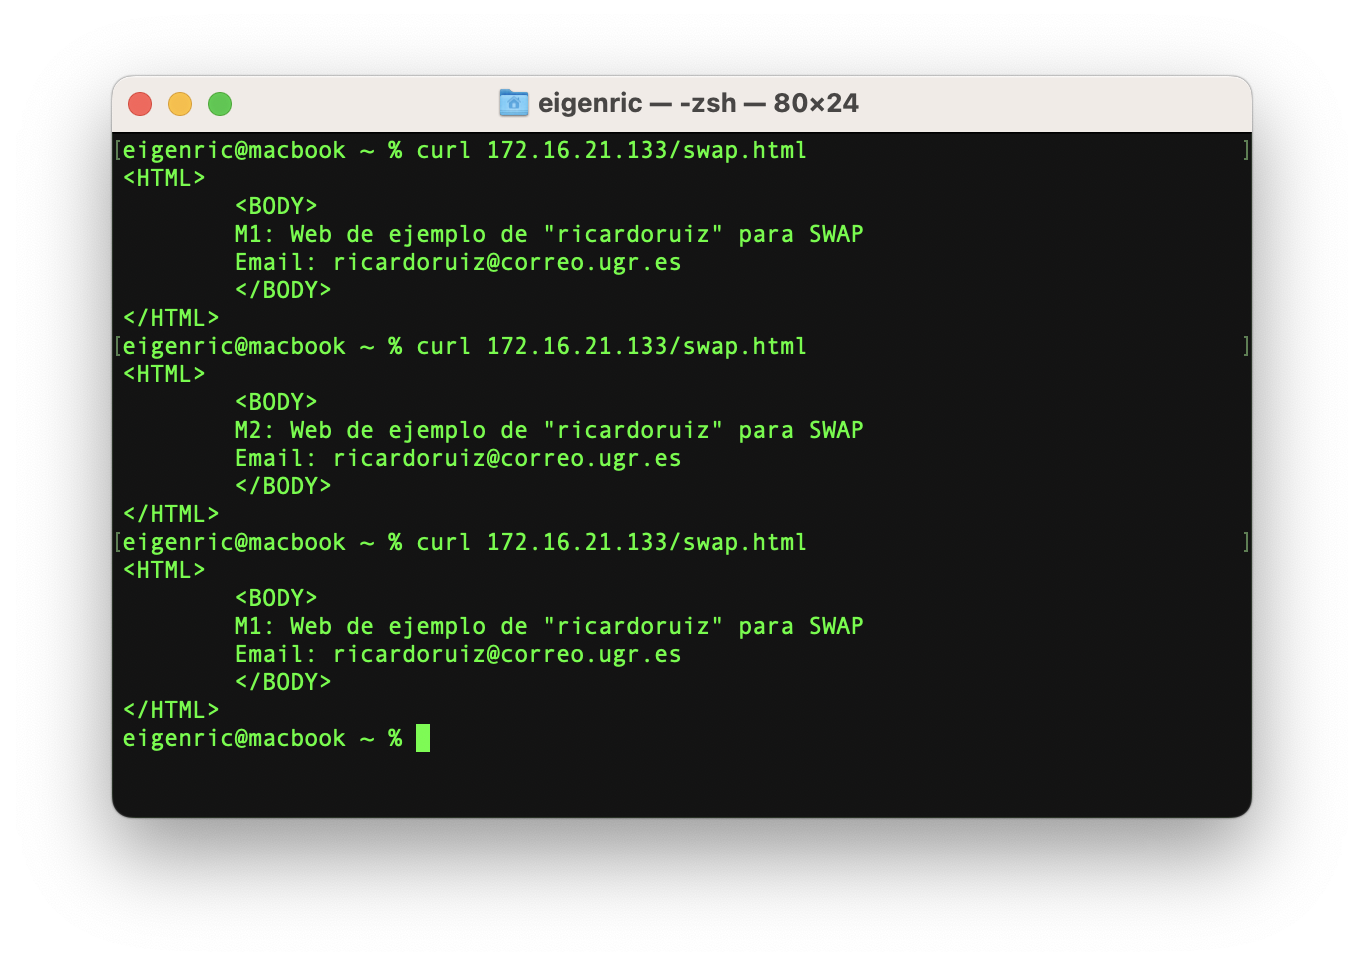 eigenric — -zsh — 80×24
[eigenric@macbook ~ % curl 172.16.21.133/swap.html ]
<HTML>
        <BODY>
        M1: Web de ejemplo de "ricardoruiz" para SWAP
        Email: ricardoruiz@correo.ugr.es
        </BODY>
</HTML>
[eigenric@macbook ~ % curl 172.16.21.133/swap.html ]
<HTML>
        <BODY>
        M2: Web de ejemplo de "ricardoruiz" para SWAP
        Email: ricardoruiz@correo.ugr.es
        </BODY>
</HTML>
[eigenric@macbook ~ % curl 172.16.21.133/swap.html ]
<HTML>
        <BODY>
        M1: Web de ejemplo de "ricardoruiz" para SWAP
        Email: ricardoruiz@correo.ugr.es
        </BODY>
</HTML>
eigenric@macbook ~ %